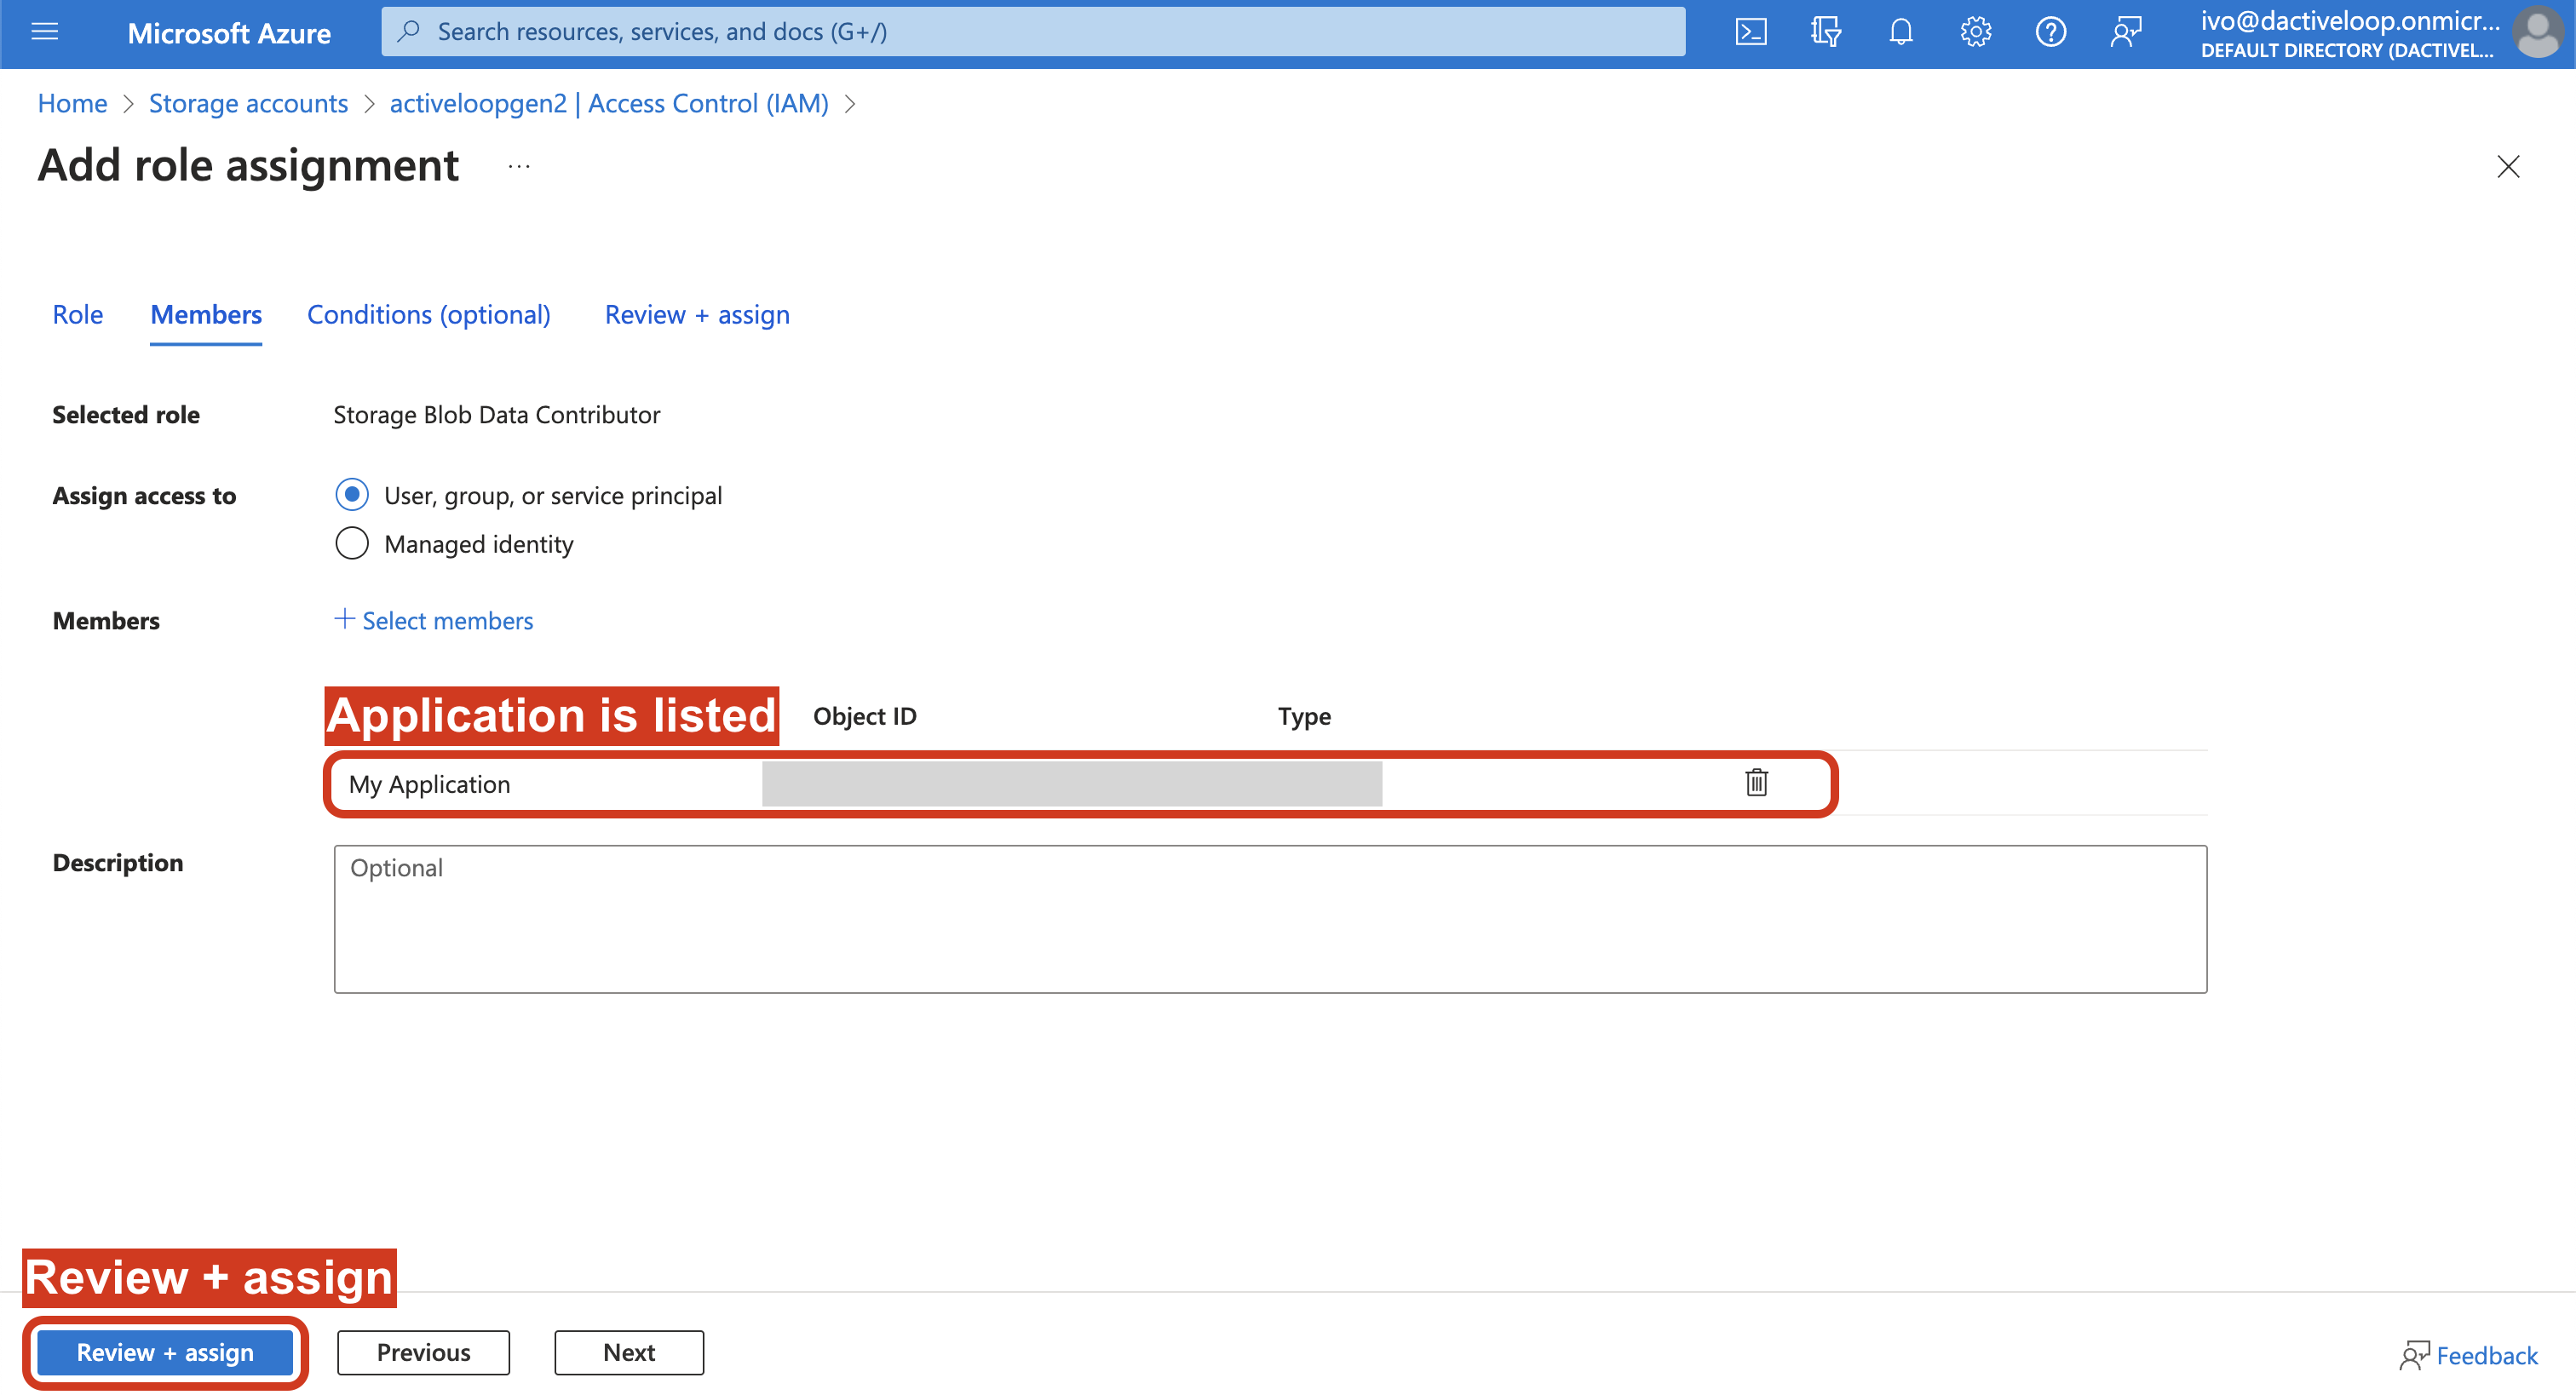 Microsoft Azure
Search resources, services, and docs (G+/)
ivo@dactiveloop.onmicr...
DEFAULT DIRECTORY (DACTIVEL...
Home > Storage accounts > activeloopgen2 | Access Control (IAM) >
Add role assignment ...
Role Members Conditions (optional) Review + assign
Selected role Storage Blob Data Contributor
Assign access to User, group, or service principal
Managed identity
Members + Select members
Application is listed Object ID Type
My Application
Description Optional
Review + assign
Review + assign Previous Next Feedback